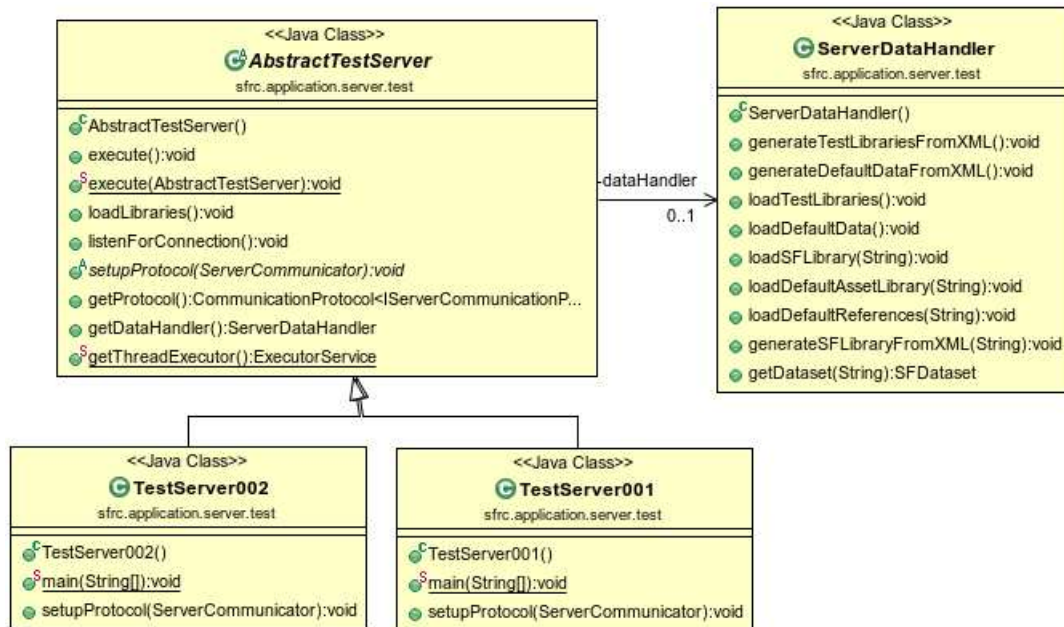 <<Java Class>>
AbstractTestServer
sfrc.application.server.test
AbstractTestServer()
execute():void
execute(AbstractTestServer):void
loadLibraries():void
listenForConnection():void
setupProtocol(ServerCommunicator):void
getProtocol():CommunicationProtocol<IServerCommunicationP...
getDataHandler():ServerDataHandler
getThreadExecutor():ExecutorService
-dataHandler
0..1
<<Java Class>>
ServerDataHandler
sfrc.application.server.test
ServerDataHandler()
generateTestLibrariesFromXML():void
generateDefaultDataFromXML():void
loadTestLibraries():void
loadDefaultData():void
loadSFLibrary(String):void
loadDefaultAssetLibrary(String):void
loadDefaultReferences(String):void
generateSFLibraryFromXML(String):void
getDataset(String):SFDataset
<<Java Class>>
TestServer002
sfrc.application.server.test
TestServer002()
main(String[]):void
setupProtocol(ServerCommunicator):void
<<Java Class>>
TestServer001
sfrc.application.server.test
TestServer001()
main(String[]):void
setupProtocol(ServerCommunicator):void